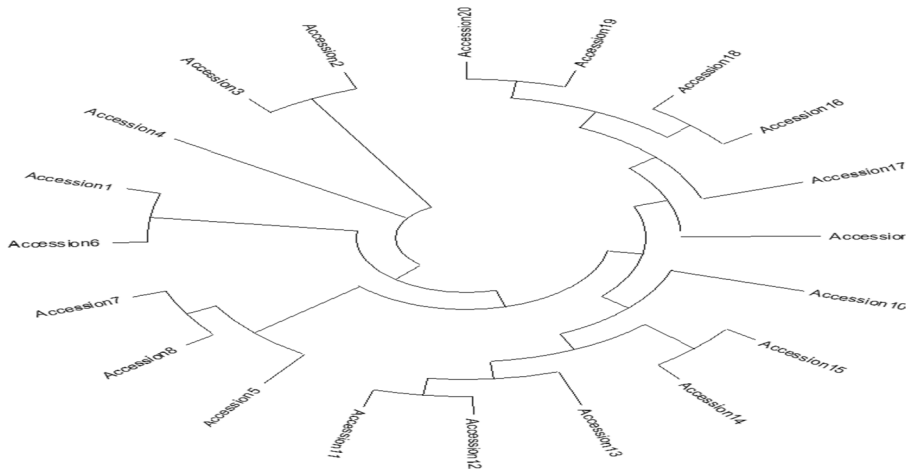 Accession20
Accession19
Accession18
Accession16
Accession17
Accession
Accession10
Accession15
Accession14
Accession13
Accession12
Accession11
Accession5
Accession8
Accession7
Accession6
Accession1
Accession4
Accession3
Accession2